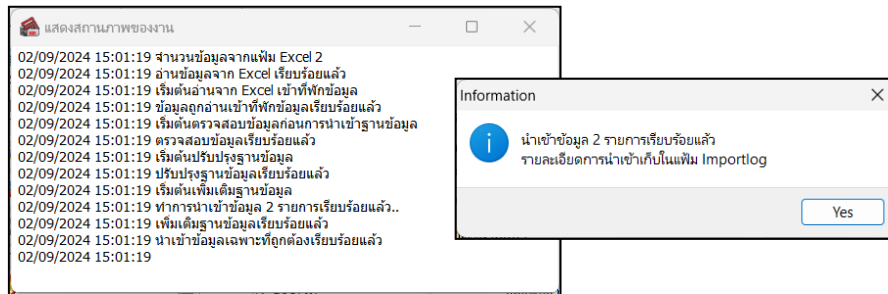 แสดงสถานภาพของงาน
02/09/2024 15:01:19 จำนวนข้อมูลจากแฟ้ม Excel 2
02/09/2024 15:01:19 อ่านข้อมูลจาก Excel เรียบร้อยแล้ว
02/09/2024 15:01:19 เริ่มต้นอ่านจาก Excel เข้าที่พักข้อมูล
02/09/2024 15:01:19 ข้อมูลถูกอ่านเข้าที่พักข้อมูลเรียบร้อยแล้ว
02/09/2024 15:01:19 เริ่มต้นตรวจสอบข้อมูลก่อนการนำเข้าฐานข้อมูล
02/09/2024 15:01:19 ตรวจสอบข้อมูลเรียบร้อยแล้ว
02/09/2024 15:01:19 เริ่มต้นปรับปรุงฐานข้อมูล
02/09/2024 15:01:19 ปรับปรุงฐานข้อมูลเรียบร้อยแล้ว
02/09/2024 15:01:19 เริ่มต้นเพิ่มเติมฐานข้อมูล
02/09/2024 15:01:19 ทำการนำเข้าข้อมูล 2 รายการเรียบร้อยแล้ว..
02/09/2024 15:01:19 เพิ่มเติมฐานข้อมูลเรียบร้อยแล้ว
02/09/2024 15:01:19 นำเข้าข้อมูลเฉพาะที่ถูกต้องเรียบร้อยแล้ว
02/09/2024 15:01:19
Information
นำเข้าข้อมูล 2 รายการเรียบร้อยแล้ว
รายละเอียดการนำเข้าเก็บในแฟ้ม Importlog
Yes